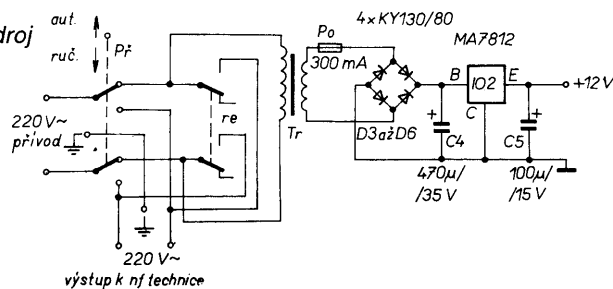 droj
aut.
ruč.
Př
220 V~
přívod
re
Tr
Po
300 mA
4×KY130/80
D3 až D6
MA7812
B
IO2
E
C
+
C4
470µ/
/35 V
+
C5
100µ/
/15 V
+12V
220 V~
výstup k nf technice